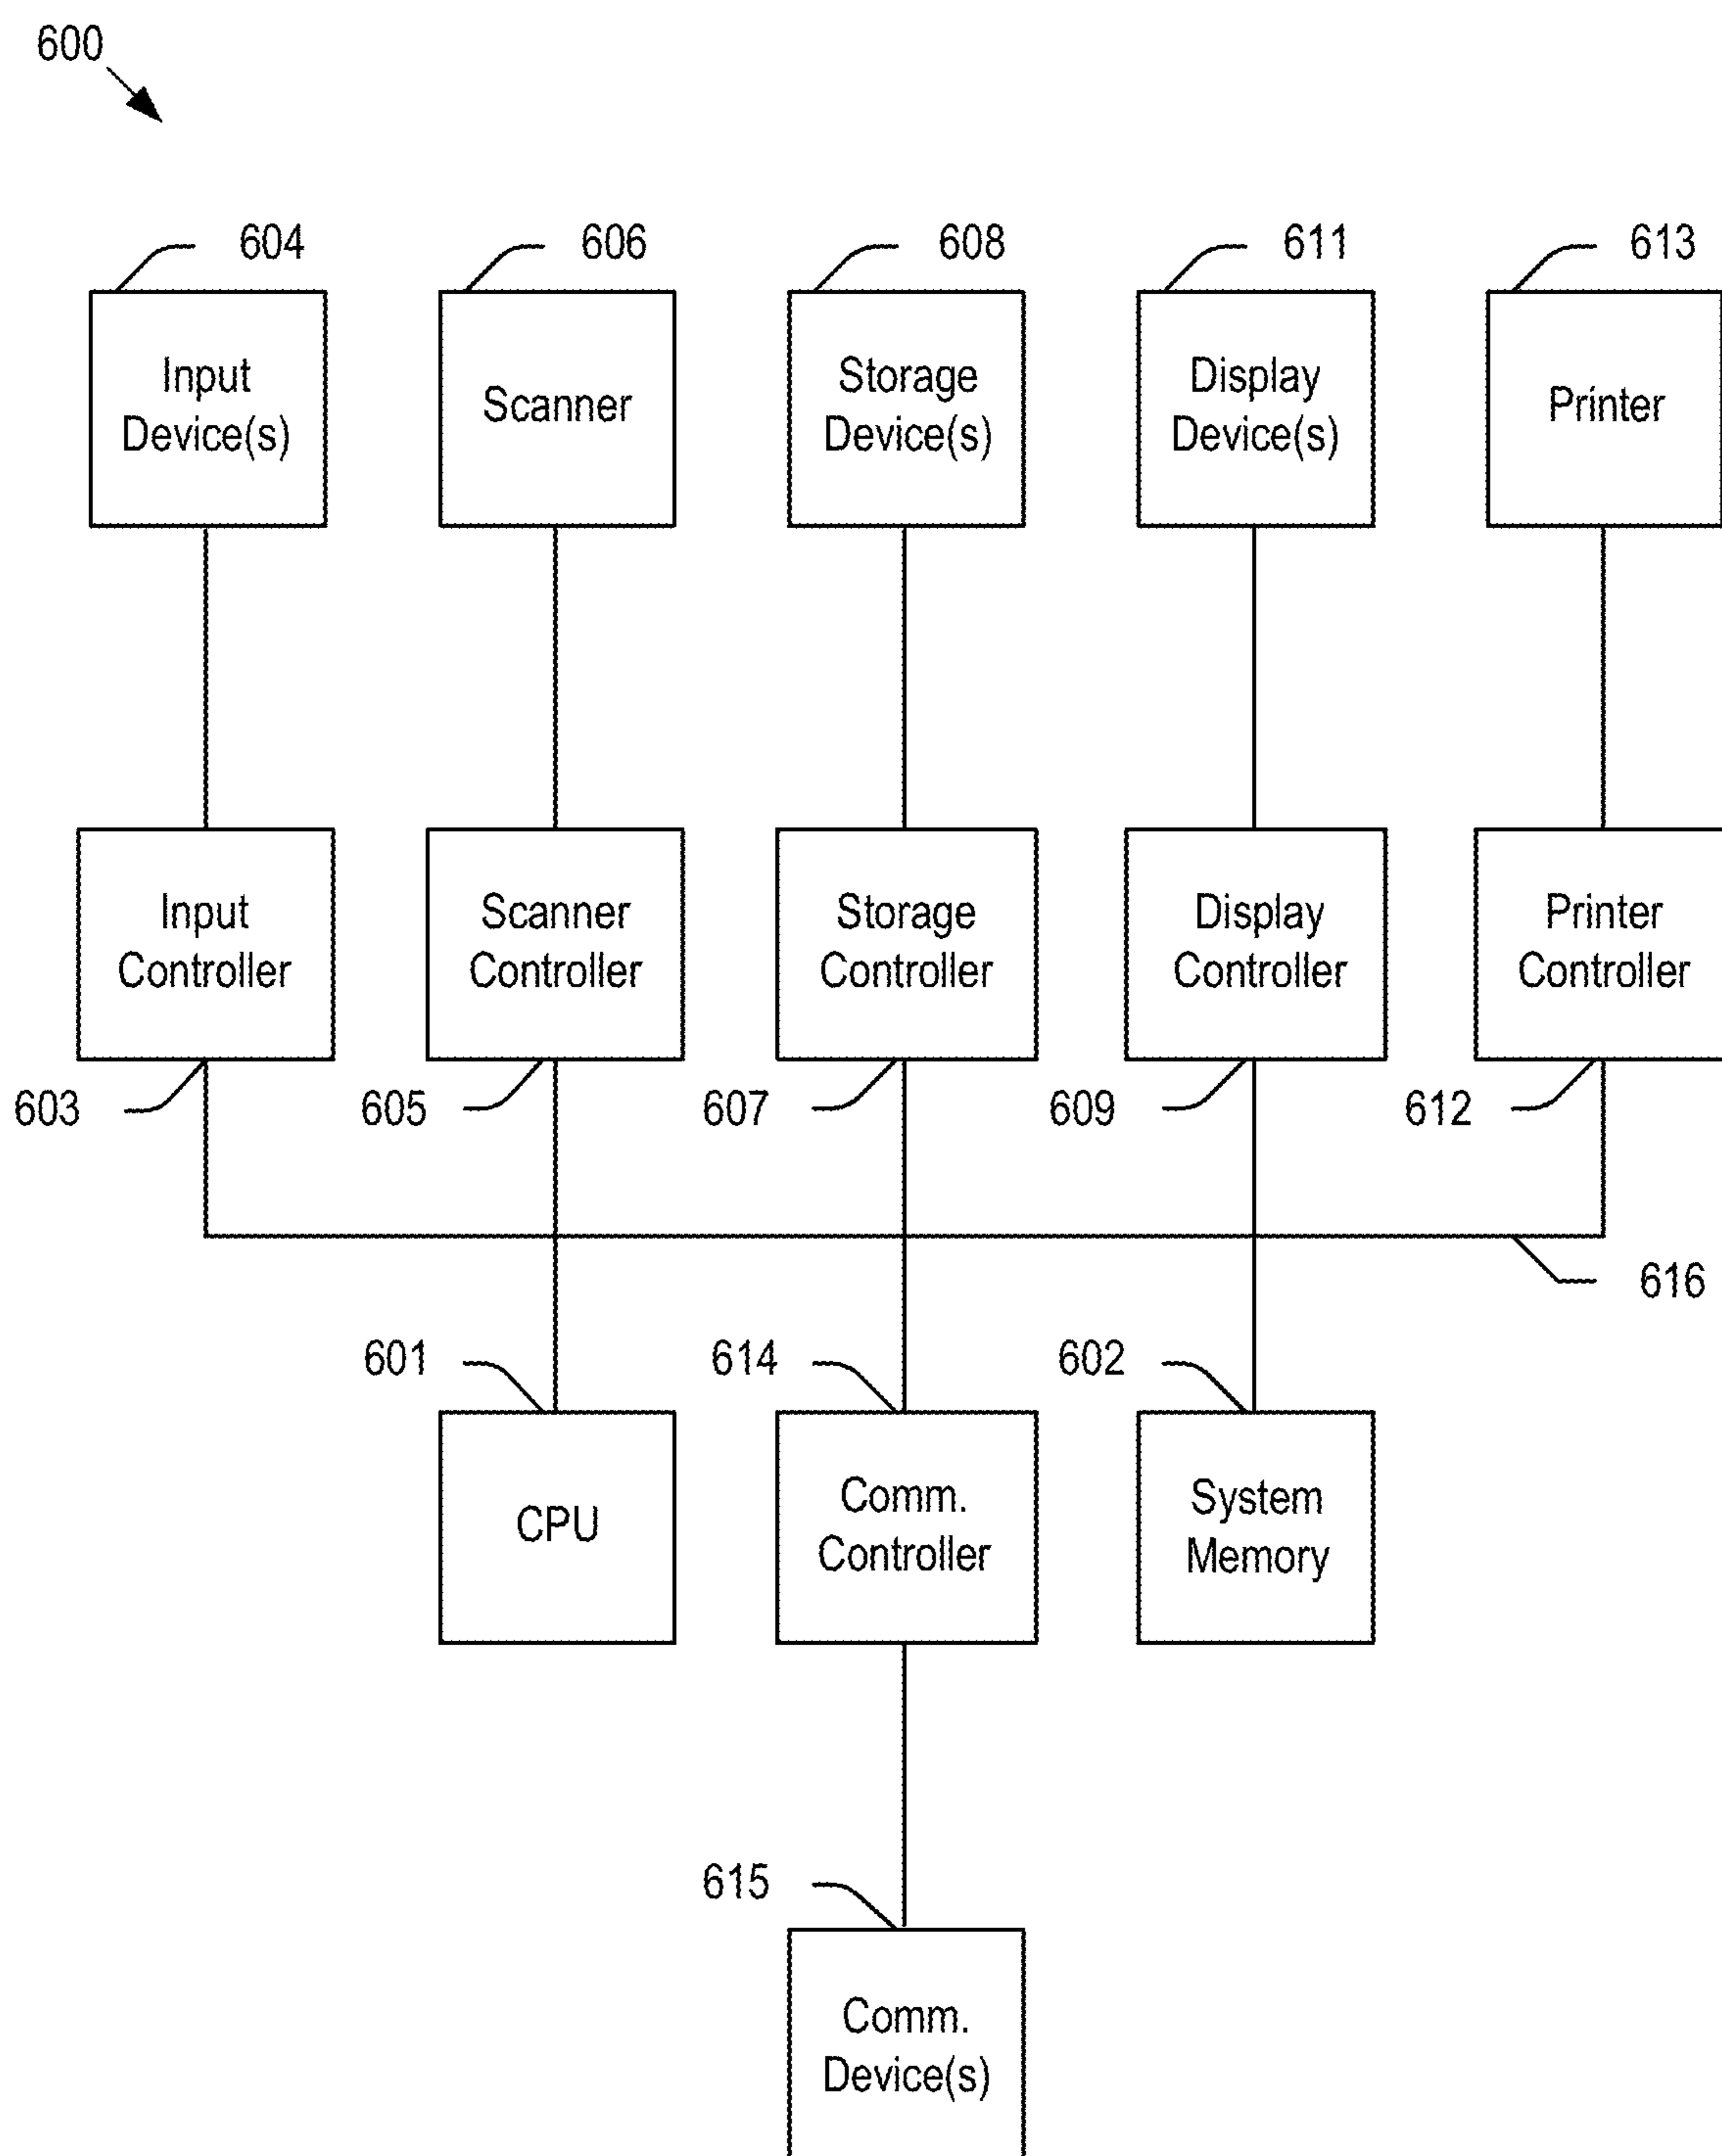 600
604
606
608
611
613
Input
Device(s)
Scanner
Storage
Device(s)
Display
Device(s)
Printer
Input
Controller
Scanner
Controller
Storage
Controller
Display
Controller
Printer
Controller
603
605
607
609
612
616
601
614
602
CPU
Comm.
Controller
System
Memory
615
Comm.
Device(s)